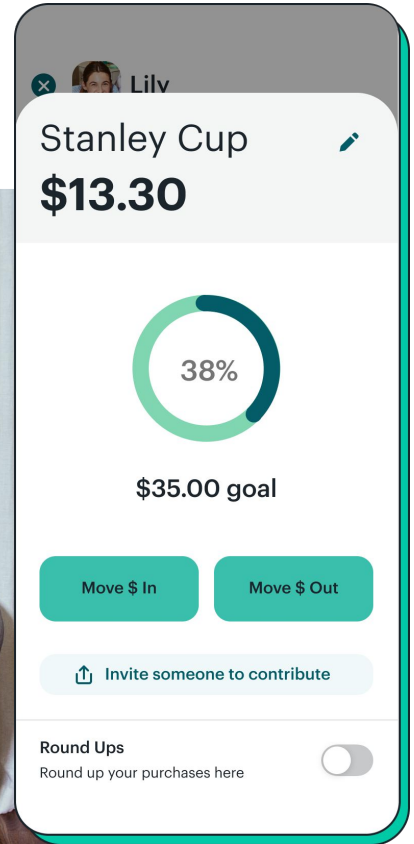 Lily
Stanley Cup
$13.30
38%
$35.00 goal
Move $ In
Move $ Out
Invite someone to contribute
Round Ups
Round up your purchases here